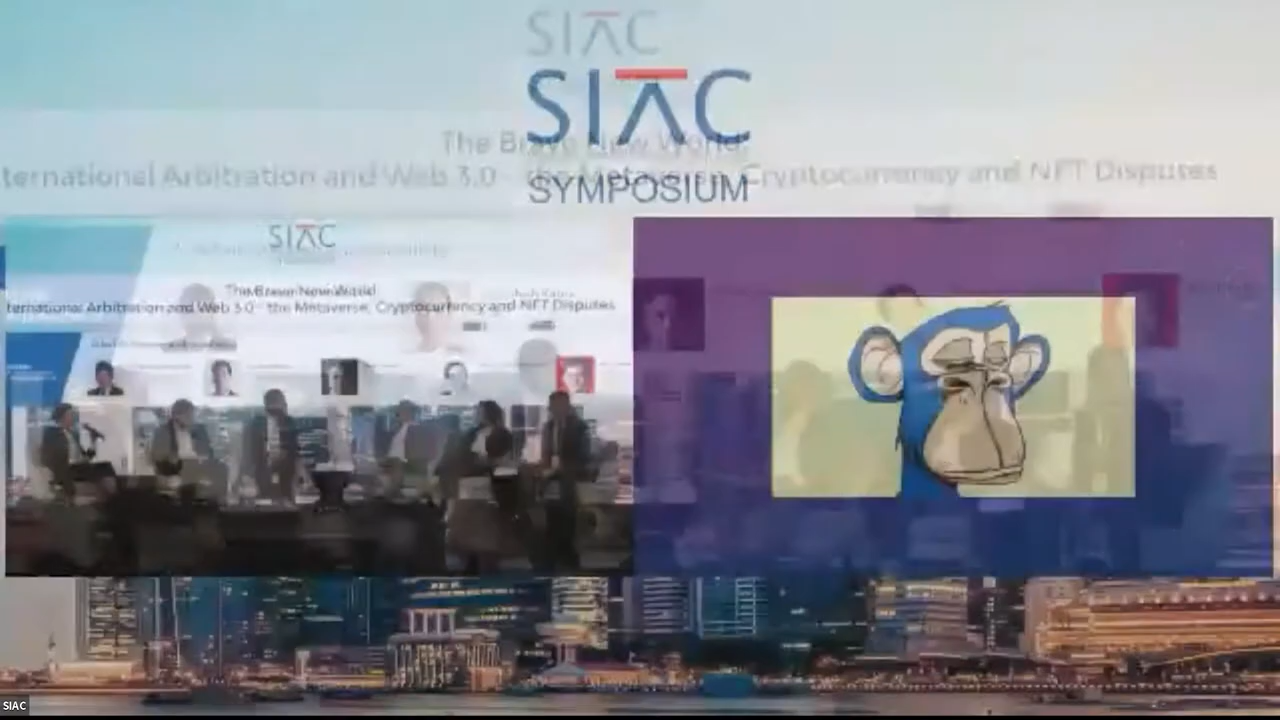 SIAC
SIAC
The Brave New World:
ternational Arbitration and Web 3.0 - the Metaverse, Cryptocurrency and NFT Disputes
SYMPOSIUM
SIAC
The Brave New World
ternational Arbitration and Web 3.0 - the Metaverse, Cryptocurrency and NFT Disputes
SIAC